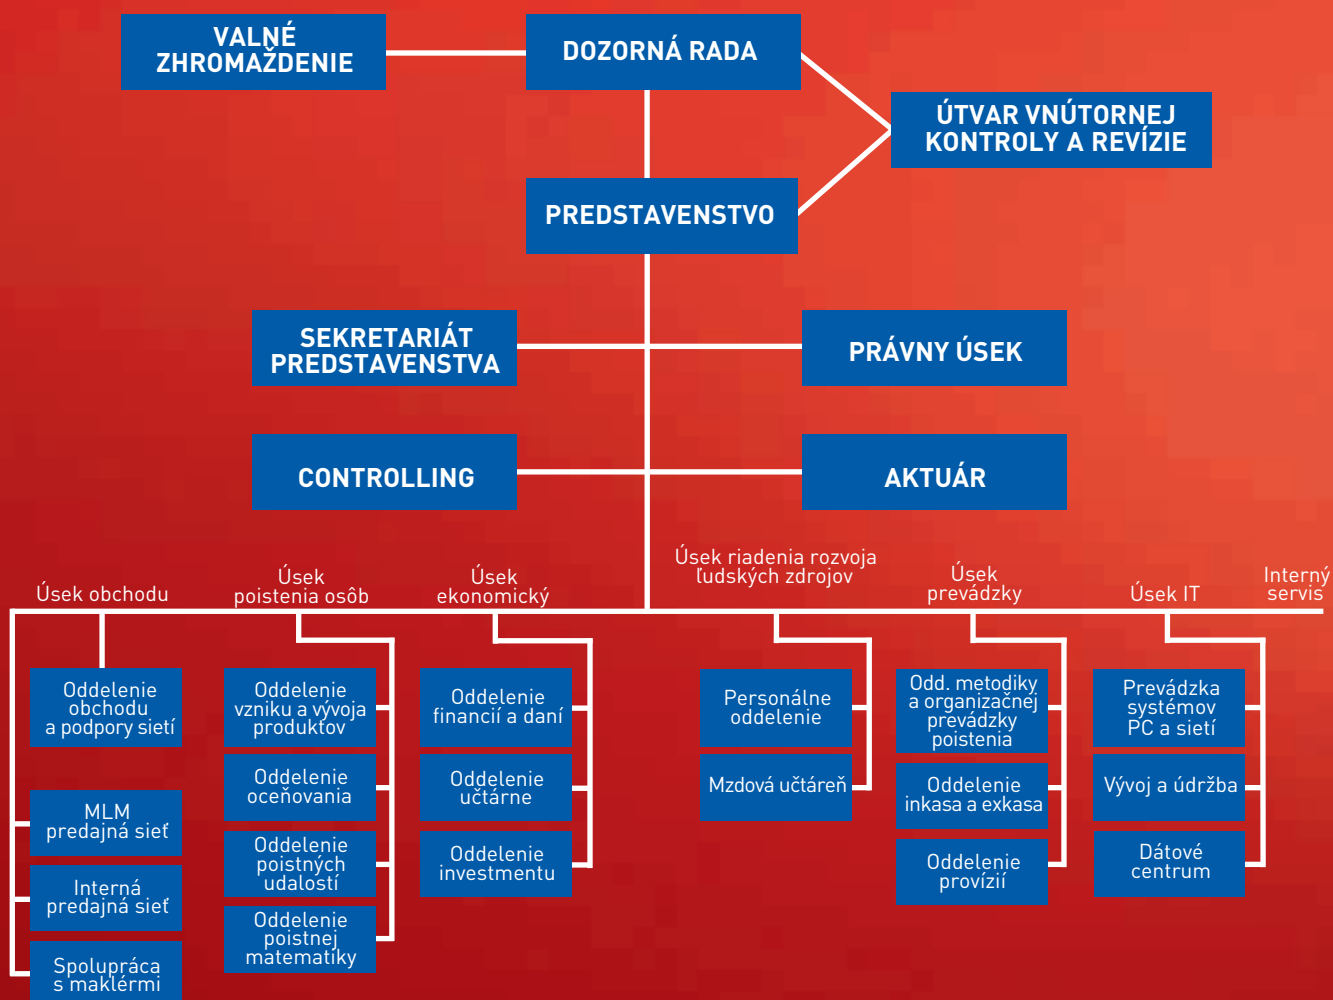 VALNÉ
ZHROMAŽDENIE
DOZORNÁ RADA
ÚTVAR VNÚTORNEJ
KONTROLY A REVÍZIE
PREDSTAVENSTVO
SEKRETARIÁT
PREDSTAVENSTVA
PRÁVNY ÚSEK
CONTROLLING
AKTUÁR
Úsek obchodu
Úsek
poistenia osôb
Úsek
ekonomický
Úsek riadenia rozvoja
ľudských zdrojov
Úsek
prevádzky
Úsek IT
Interný
servis
Oddelenie
obchodu
a podpory sietí
MLM
predajná sieť
Interná
predajná sieť
Spolupráca
s maklérmi
Oddelenie
vzniku a vývoja
produktov
Oddelenie
oceňovania
Oddelenie
poistných
udalostí
Oddelenie
poistnej
matematiky
Oddelenie
financií a daní
Oddelenie
učtárne
Oddelenie
investmentu
Personálne
oddelenie
Mzdová učtáreň
Odd. metodiky
a organizačnej
prevádzky
poistenia
Oddelenie
inkasa a exkasa
Oddelenie
provízií
Prevádzka
systémov
PC a sietí
Vývoj a údržba
Dátové
centrum